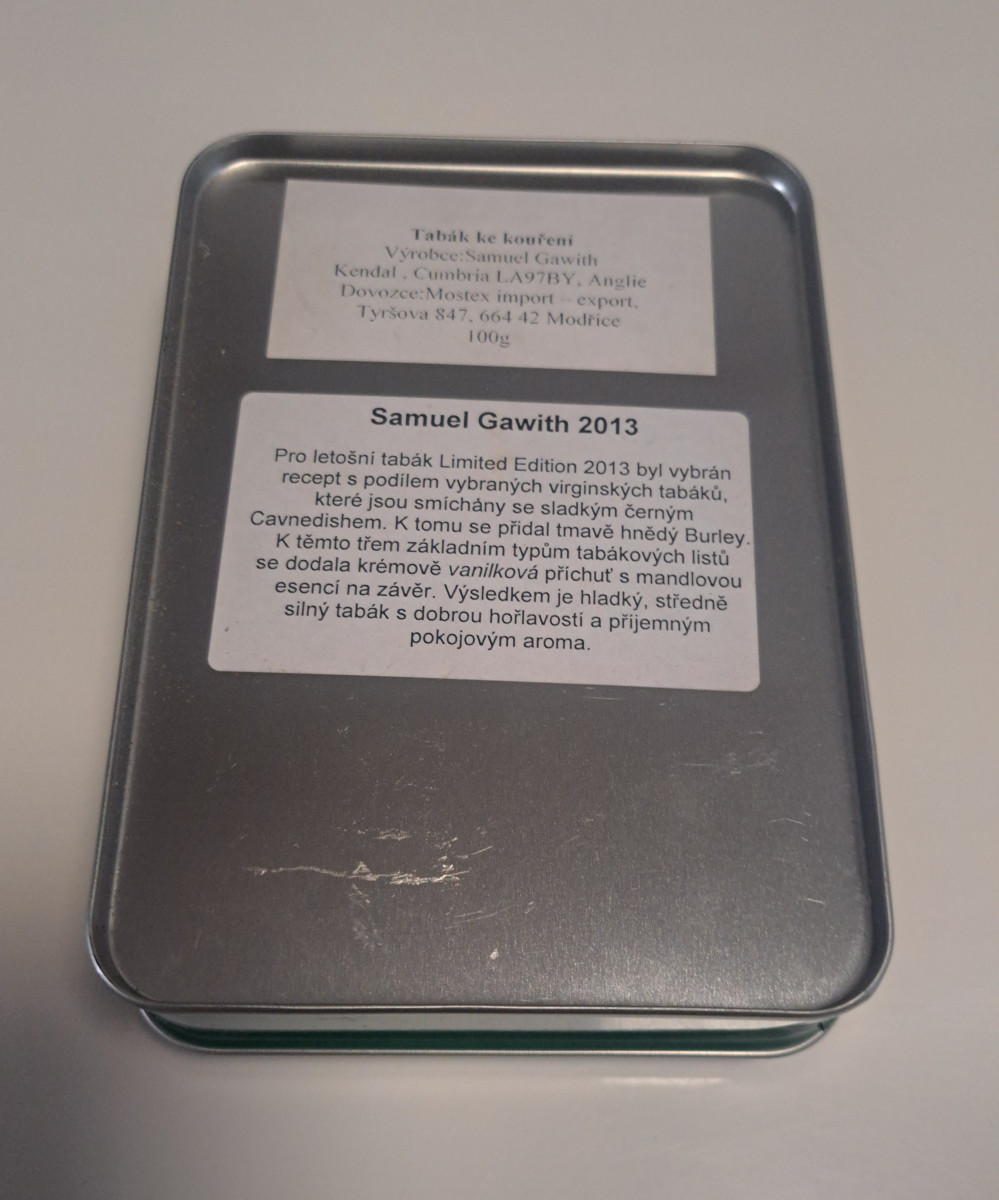 Tabák ke kouření
Výrobce:Samuel Gawith
Kendal , Cumbria LA97BY, Anglie
Dovozce:Mostex import – export,
Tyršova 847, 664 42 Modřice
100g
Samuel Gawith 2013
Pro letošní tabák Limited Edition 2013 byl vybrán
recept s podílem vybraných virginských tabáků,
které jsou smíchány se sladkým černým
Cavnedishem. K tomu se přidal tmavě hnědý Burley.
K těmto třem základním typům tabákových listů
se dodala krémově vanilková příchuť s mandlovou
esencí na závěr. Výsledkem je hladký, středně
silný tabák s dobrou hořlavostí a příjemným
pokojovým aroma.